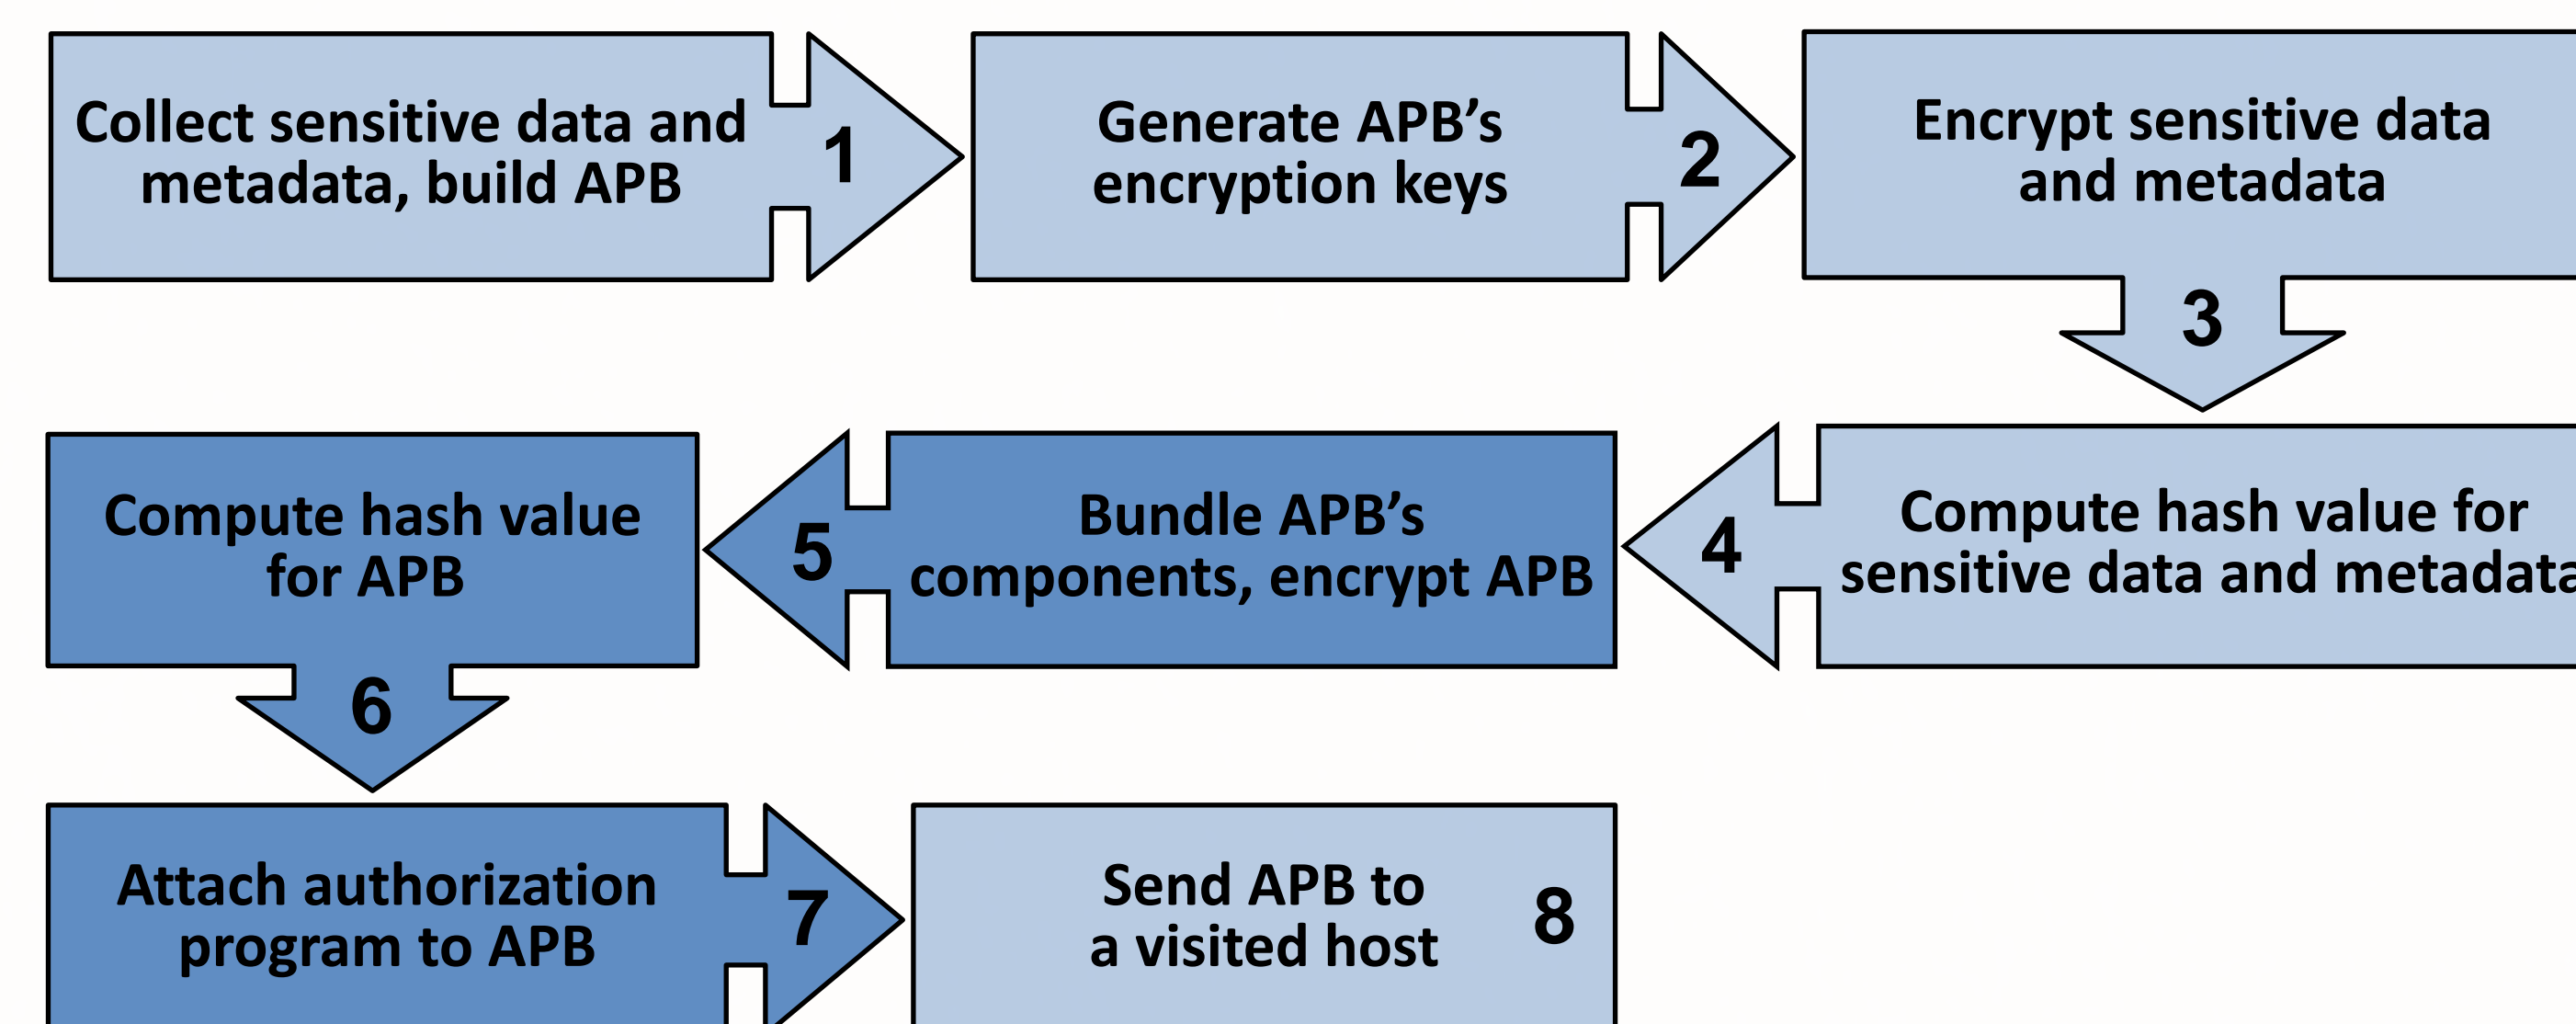 Collect sensitive data and
metadata, build APB
1
Generate APB’s
encryption keys
2
Encrypt sensitive data
and metadata
3
Compute hash value for
sensitive data and metadata
4
Bundle APB’s
components, encrypt APB
5
Compute hash value
for APB
6
Attach authorization
program to APB
7
Send APB to
a visited host
8